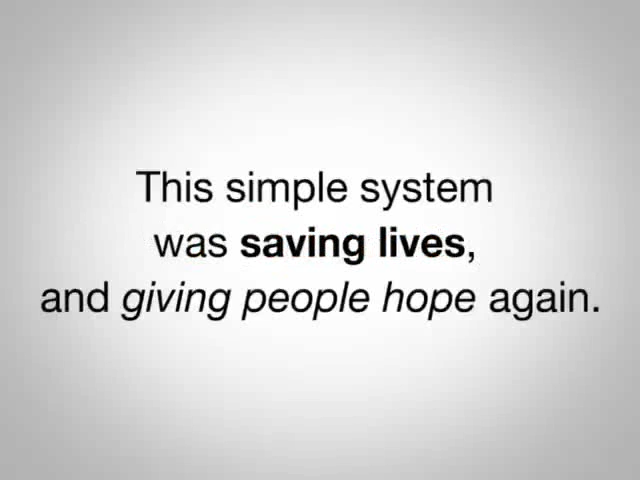 This simple system
was saving lives,
and giving people hope again.